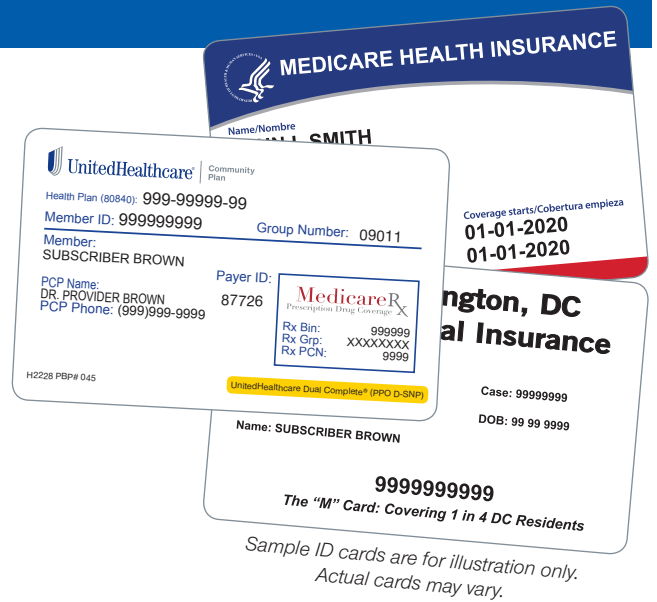 MEDICARE HEALTH INSURANCE
Name/Nombre
SMITH
Coverage starts/Cobertura empieza
01-01-2020
01-01-2020
UnitedHealthcare® Community Plan
Health Plan (80840): 999-99999-99
Member ID: 999999999 Group Number: 09011
Member:
SUBSCRIBER BROWN
PCP Name:
DR. PROVIDER BROWN
PCP Phone: (999)999-9999
Payer ID:
87726
MedicareRx
Prescription Drug Coverage
Rx Bin: 999999
Rx Grp: XXXXXXXX
Rx PCN: 9999
H2228 PBP# 045
UnitedHealthcare Dual Complete® (PPO D-SNP)
ngton, DC
al Insurance
Case: 99999999
DOB: 99 99 9999
Name: SUBSCRIBER BROWN
9999999999
The “M” Card: Covering 1 in 4 DC Residents
Sample ID cards are for illustration only.
Actual cards may vary.